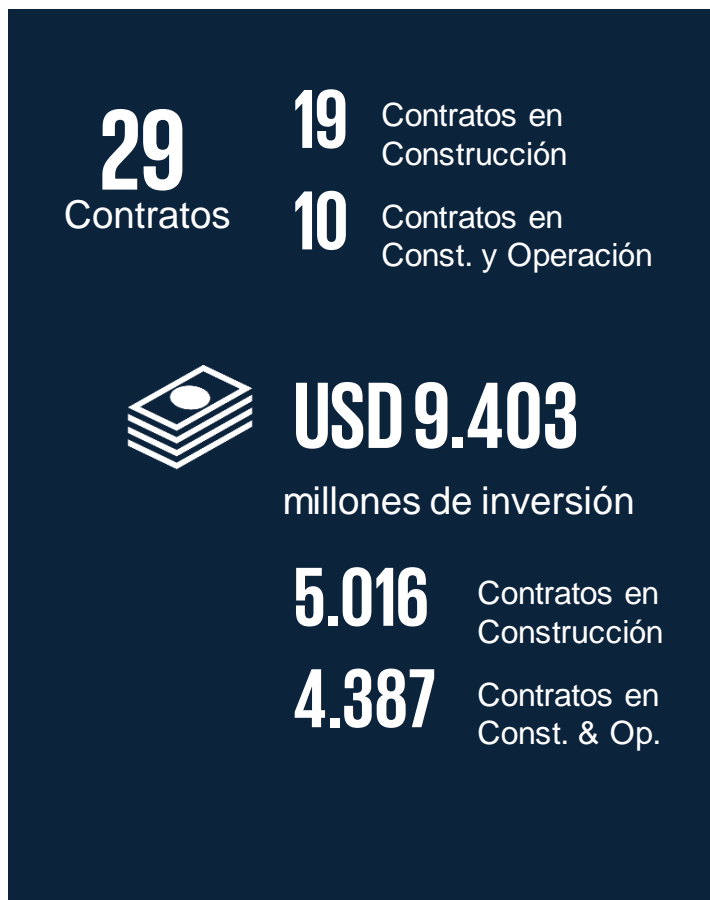 29
Contratos
19
Contratos en
Construcción
10
Contratos en
Const. y Operación
USD 9.403
millones de inversión
5.016
Contratos en
Construcción
4.387
Contratos en
Const. & Op.